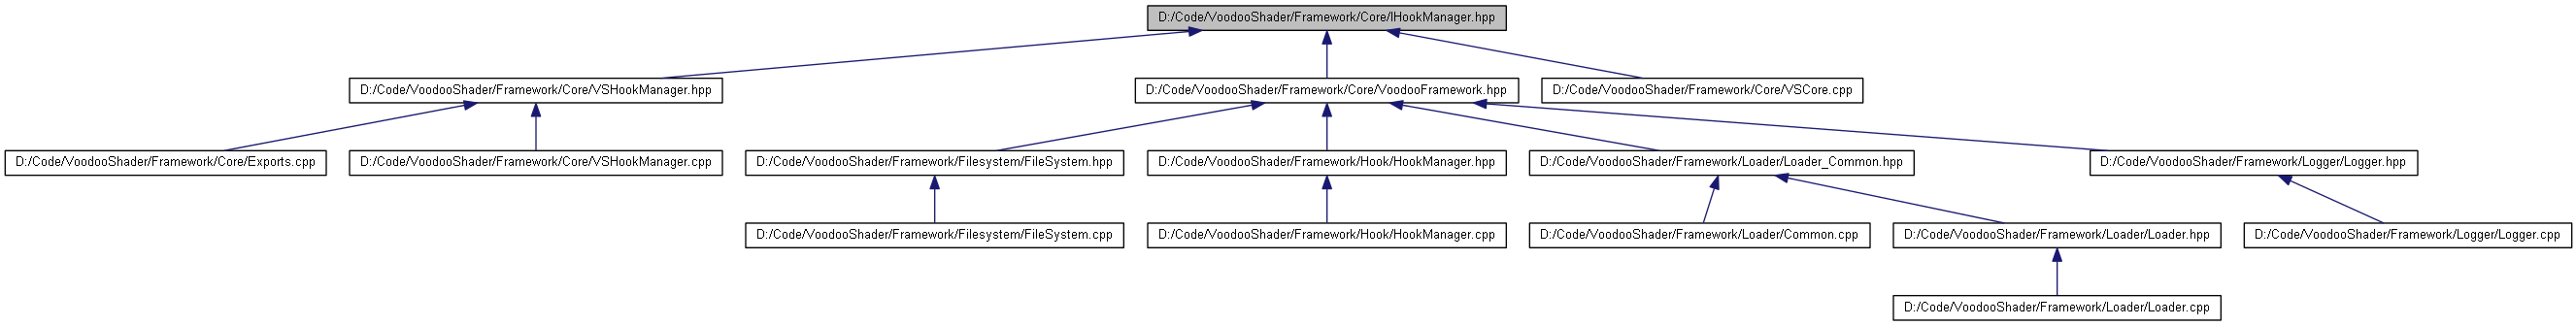 D:/Code/VoodooShader/Framework/Core/IHookManager.hpp
D:/Code/VoodooShader/Framework/Core/VSHookManager.hpp
D:/Code/VoodooShader/Framework/Core/VoodooFramework.hpp
D:/Code/VoodooShader/Framework/Core/VSCore.cpp
D:/Code/VoodooShader/Framework/Core/Exports.cpp
D:/Code/VoodooShader/Framework/Core/VSHookManager.cpp
D:/Code/VoodooShader/Framework/Filesystem/FileSystem.hpp
D:/Code/VoodooShader/Framework/Hook/HookManager.hpp
D:/Code/VoodooShader/Framework/Loader/Loader_Common.hpp
D:/Code/VoodooShader/Framework/Logger/Logger.hpp
D:/Code/VoodooShader/Framework/Filesystem/FileSystem.cpp
D:/Code/VoodooShader/Framework/Hook/HookManager.cpp
D:/Code/VoodooShader/Framework/Loader/Common.cpp
D:/Code/VoodooShader/Framework/Loader/Loader.hpp
D:/Code/VoodooShader/Framework/Logger/Logger.cpp
D:/Code/VoodooShader/Framework/Loader/Loader.cpp